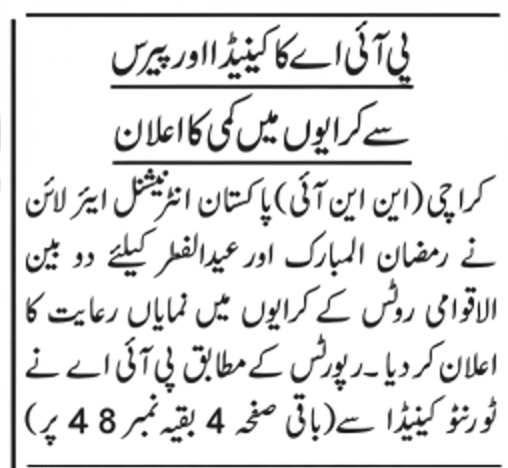 پی آئی اے کا کینیڈا اور پیرس
سے کرایوں میں کمی کا اعلان
کراچی (این این آئی) پاکستان انٹرنیشنل ایئر لائن
نے رمضان المبارک اور عیدالفطر کیلئے دو بین
الاقوامی روٹس کے کرایوں میں نمایاں رعایت کا
اعلان کر دیا ۔ رپورٹس کے مطابق پی آئی اے نے
ٹورنٹو کینیڈا سے (باقی صفحہ 4 بقیہ نمبر 48 پر)